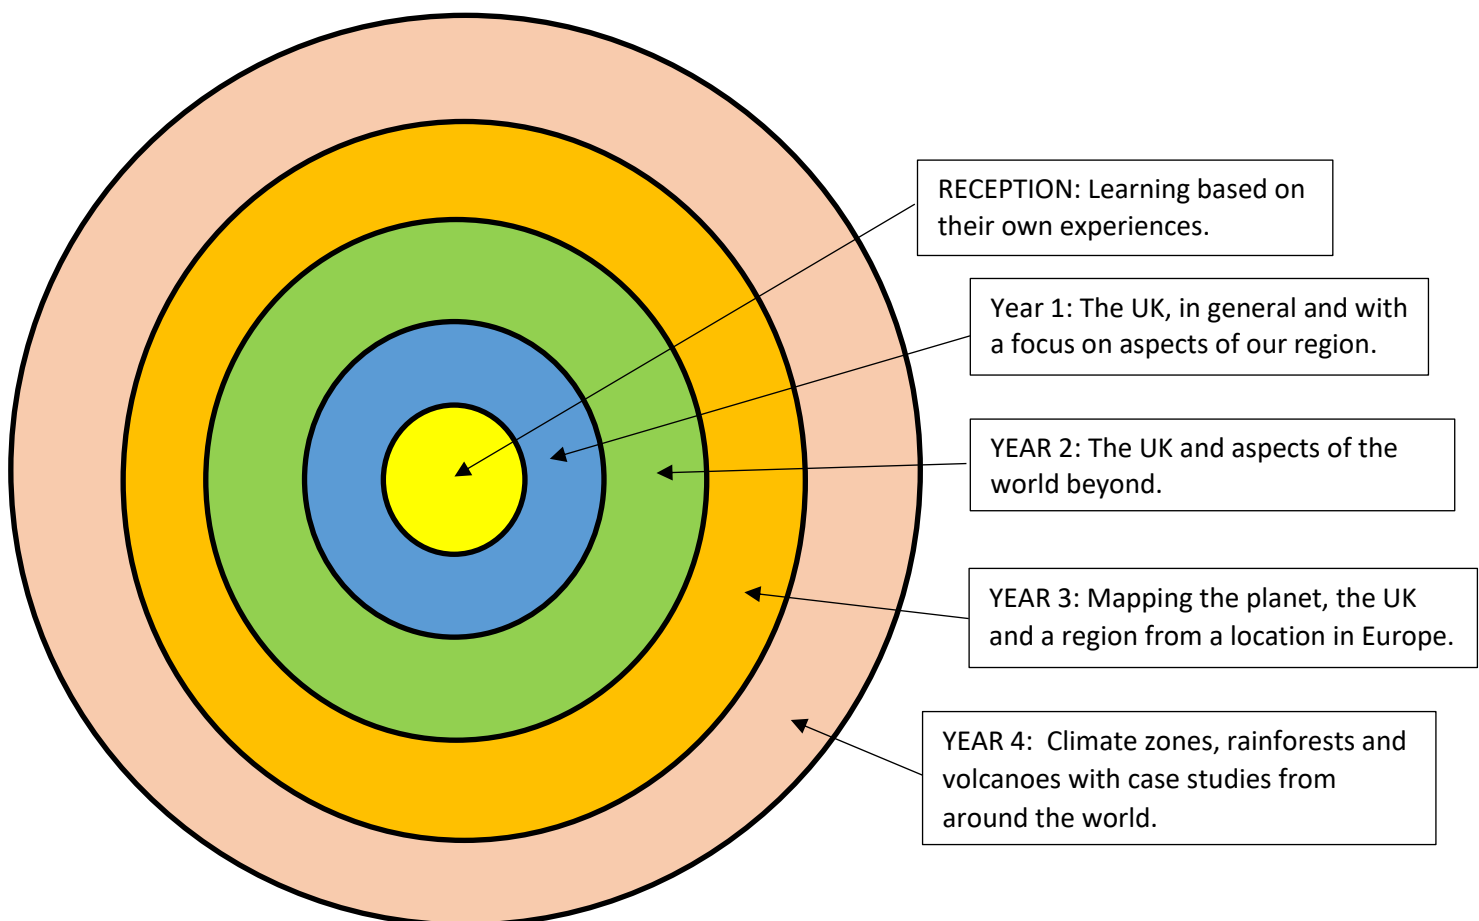 RECEPTION: Learning based on
their own experiences.
Year 1: The UK, in general and with
a focus on aspects of our region.
YEAR 2: The UK and aspects of the
world beyond.
YEAR 3: Mapping the planet, the UK
and a region from a location in Europe.
YEAR 4:  Climate zones, rainforests and
volcanoes with case studies from
around the world.